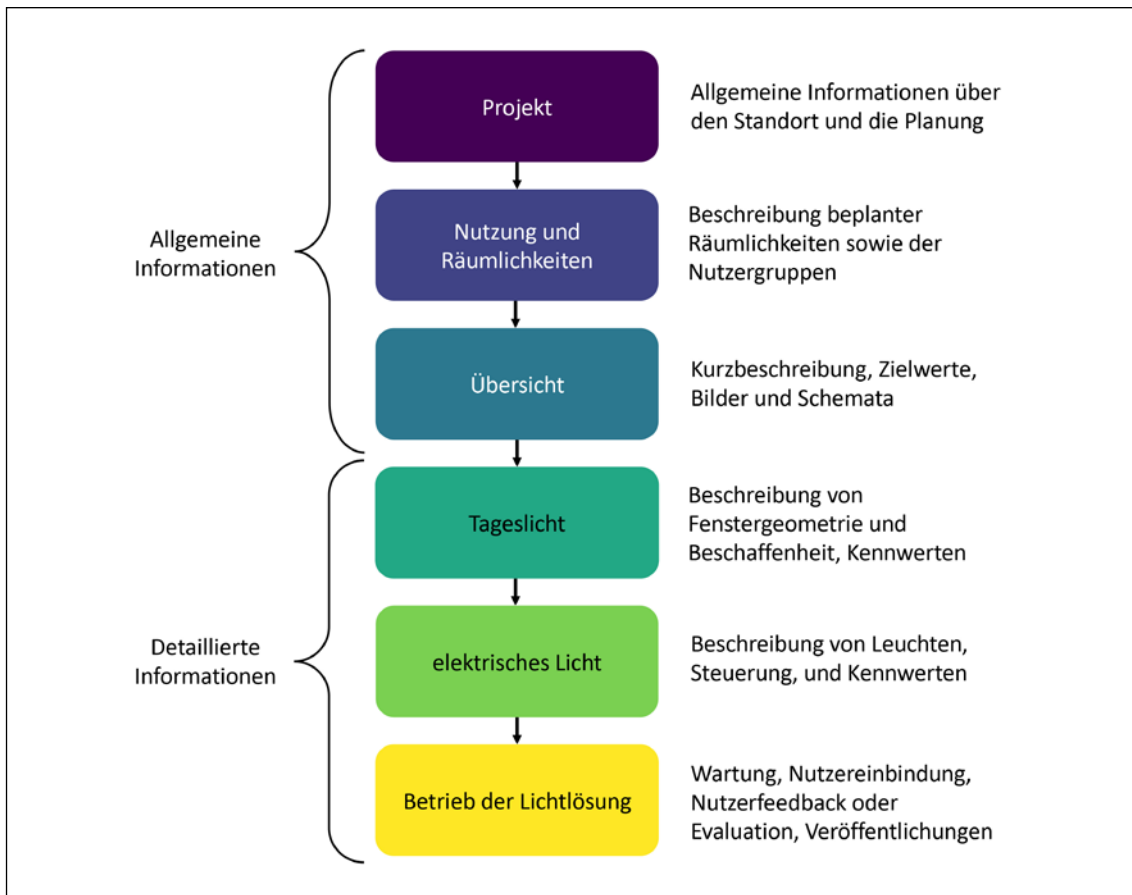 Projekt
Allgemeine Informationen über
den Standort und die Planung
Allgemeine
Informationen
Nutzung und
Räumlichkeiten
Beschreibung beplanter
Räumlichkeiten sowie der
Nutzergruppen
Übersicht
Kurzbeschreibung, Zielwerte,
Bilder und Schemata
Tageslicht
Beschreibung von
Fenstergeometrie und
Beschaffenheit, Kennwerten
Detaillierte
Informationen
elektrisches Licht
Beschreibung von Leuchten,
Steuerung, und Kennwerten
Betrieb der Lichtlösung
Wartung, Nutzereinbindung,
Nutzerfeedback oder
Evaluation, Veröffentlichungen